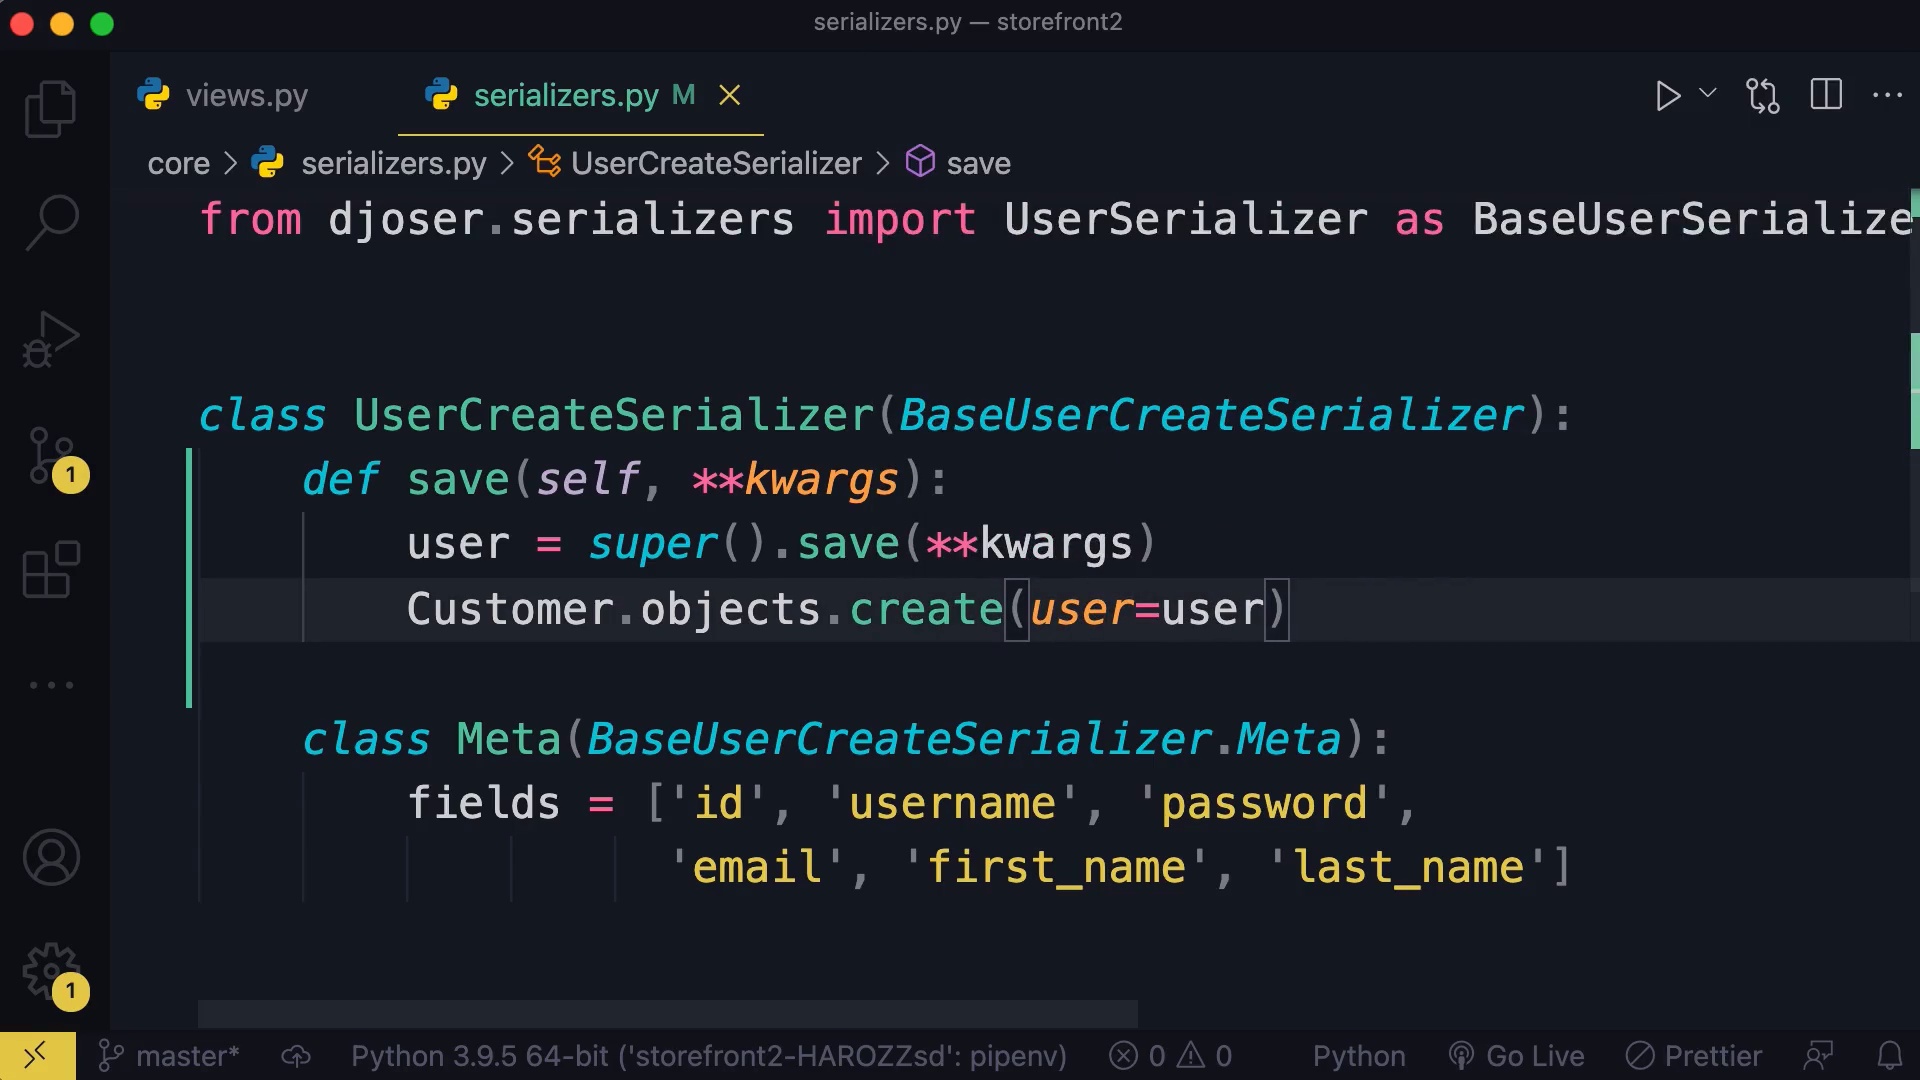 serializers.py — storefront2
views.py serializers.py M
core > serializers.py > UserCreateSerializer > save
from djoser.serializers import UserSerializer as BaseUserSerialize
class UserCreateSerializer(BaseUserCreateSerializer):
def save(self, **kwargs):
user = super().save(**kwargs)
Customer.objects.create(user=user)
class Meta(BaseUserCreateSerializer.Meta):
fields = ['id', 'username', 'password',
'email', 'first_name', 'last_name']
1
1
master* Python 3.9.5 64-bit ('storefront2-HAROZZsd': pipenv) 0 0 Python Go Live Prettier